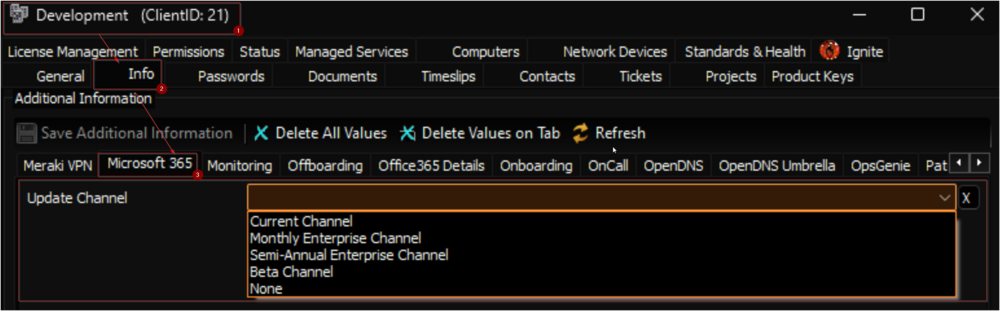 Development (ClientID: 21)
1
License Management Permissions Status Managed Services Computers Network Devices Standards & Health Ignite
General Info Passwords Documents Timeslips Contacts Tickets Projects Product Keys
2
Additional Information
Save Additional Information Delete All Values Delete Values on Tab Refresh
Meraki VPN Microsoft 365 Monitoring Offboarding Office365 Details Onboarding OnCall OpenDNS OpenDNS Umbrella OpsGenie Pat
3
Update Channel X
Current Channel
Monthly Enterprise Channel
Semi-Annual Enterprise Channel
Beta Channel
None